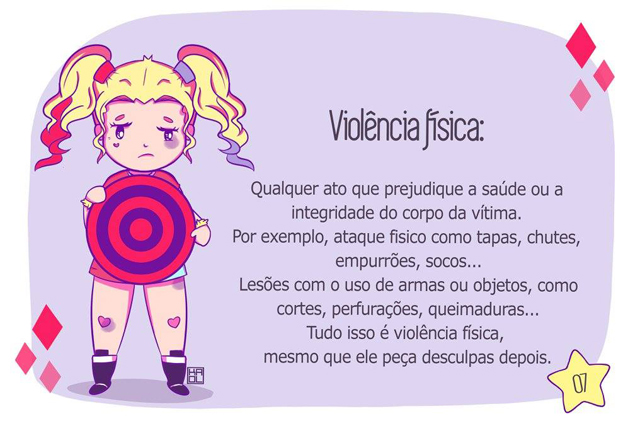 Violência física:
Qualquer ato que prejudique a saúde ou a
integridade do corpo da vítima.
Por exemplo, ataque fisico como tapas, chutes,
empurrões, socos...
Lesões com o uso de armas ou objetos, como
cortes, perfurações, queimaduras...
Tudo isso é violência física,
mesmo que ele peça desculpas depois.
07